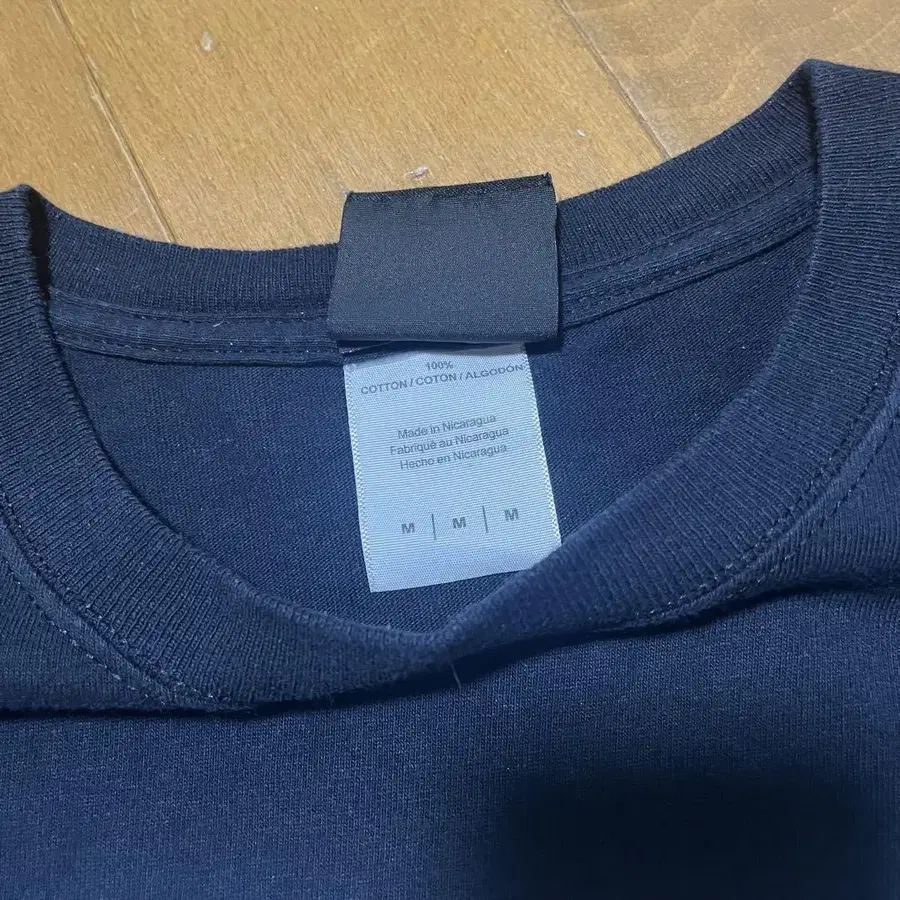 100%
COTTON / COTON / ALGODÓN
Made in Nicaragua
Fabriqué au Nicaragua
Hecho en Nicaragua
M | M | M